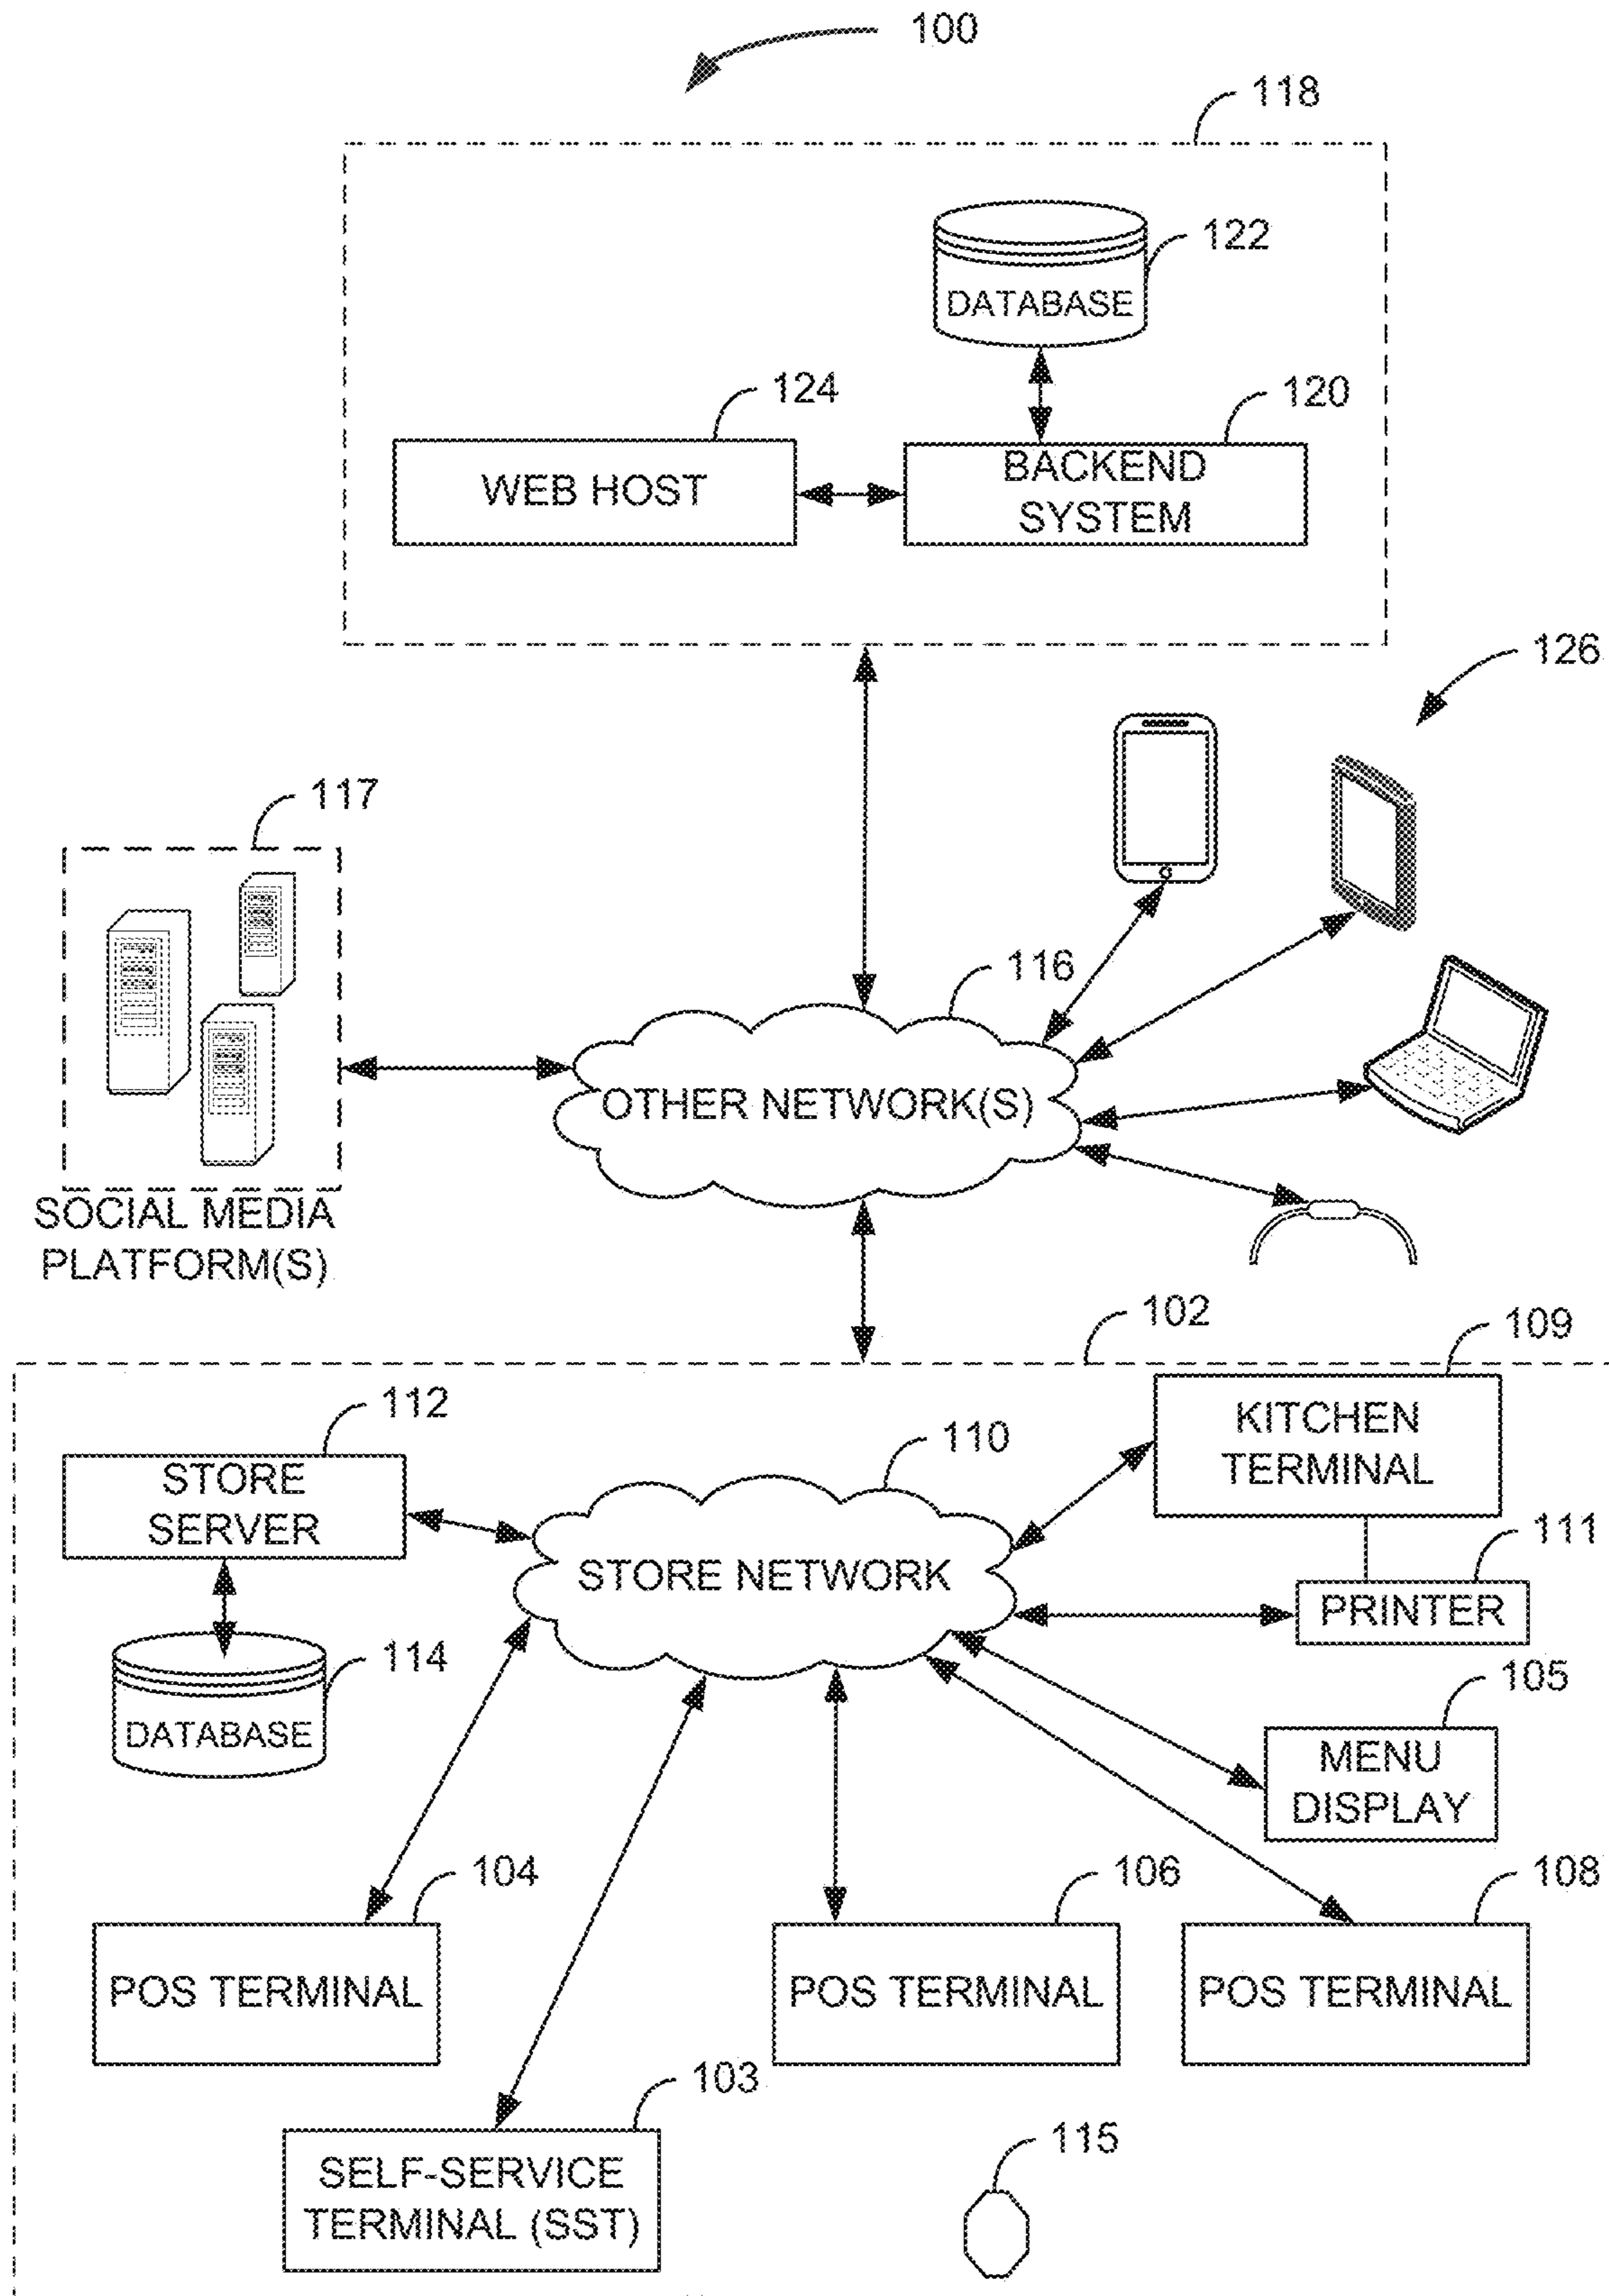 100
118
122
DATABASE
124
120
WEB HOST
BACKEND
SYSTEM
126
117
116
OTHER NETWORK(S)
SOCIAL MEDIA
PLATFORM(S)
102
109
112
KITCHEN
TERMINAL
110
STORE
SERVER
111
STORE NETWORK
PRINTER
114
105
DATABASE
MENU
DISPLAY
104
106
108
POS TERMINAL
POS TERMINAL
POS TERMINAL
103
115
SELF-SERVICE
TERMINAL (SST)